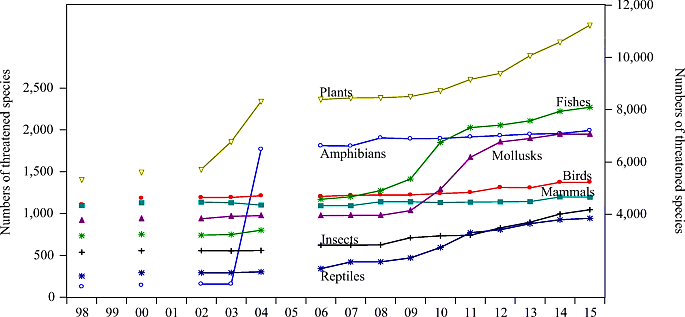 12,000
10,000
8,000
6,000
4,000
2,500
2,000
1,500
1,000
500
0
Numbers of threatened species
Numbers of threatened species
Plants
Fishes
Amphibians
Mollusks
Birds
Mammals
Insects
Reptiles
98 99 00 01 02 03 04 05 06 07 08 09 10 11 12 13 14 15